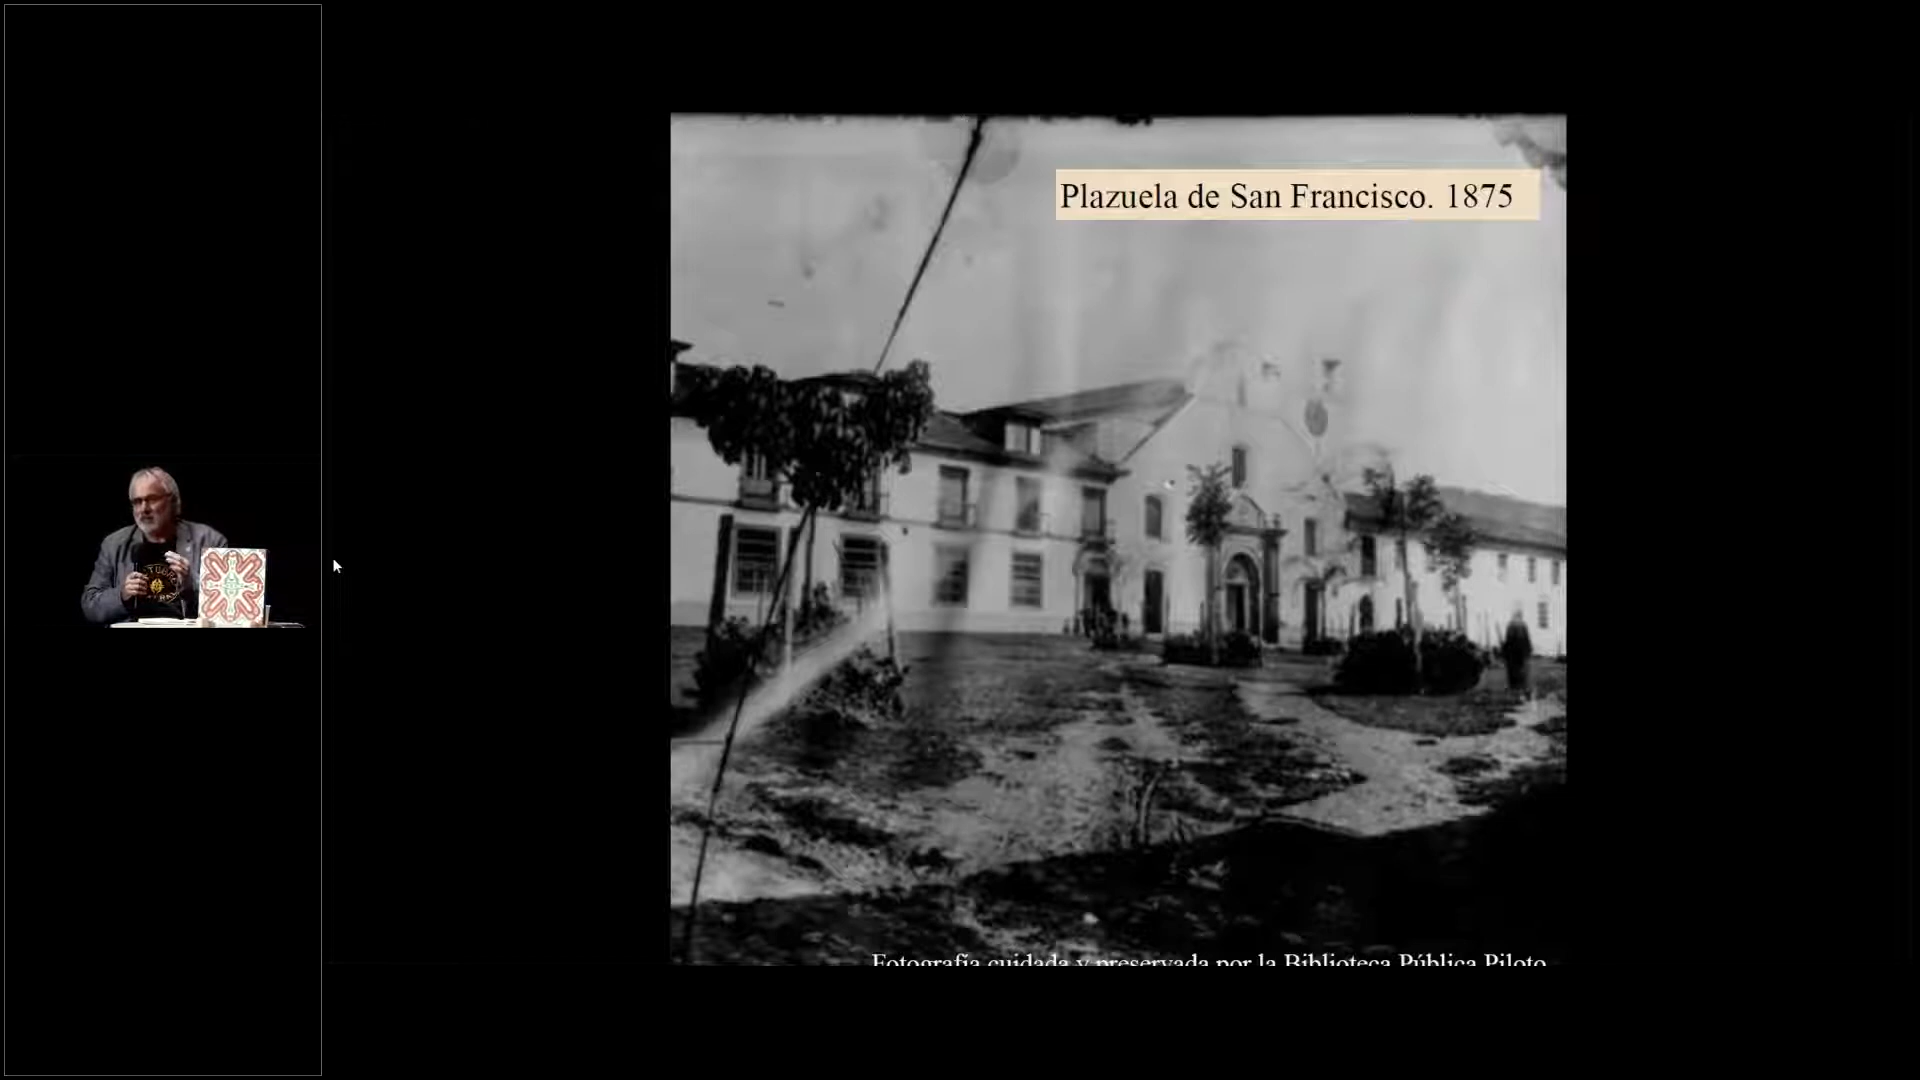 Plazuela de San Francisco. 1875
Fotografía cuidada y preservada por la Biblioteca Pública Piloto